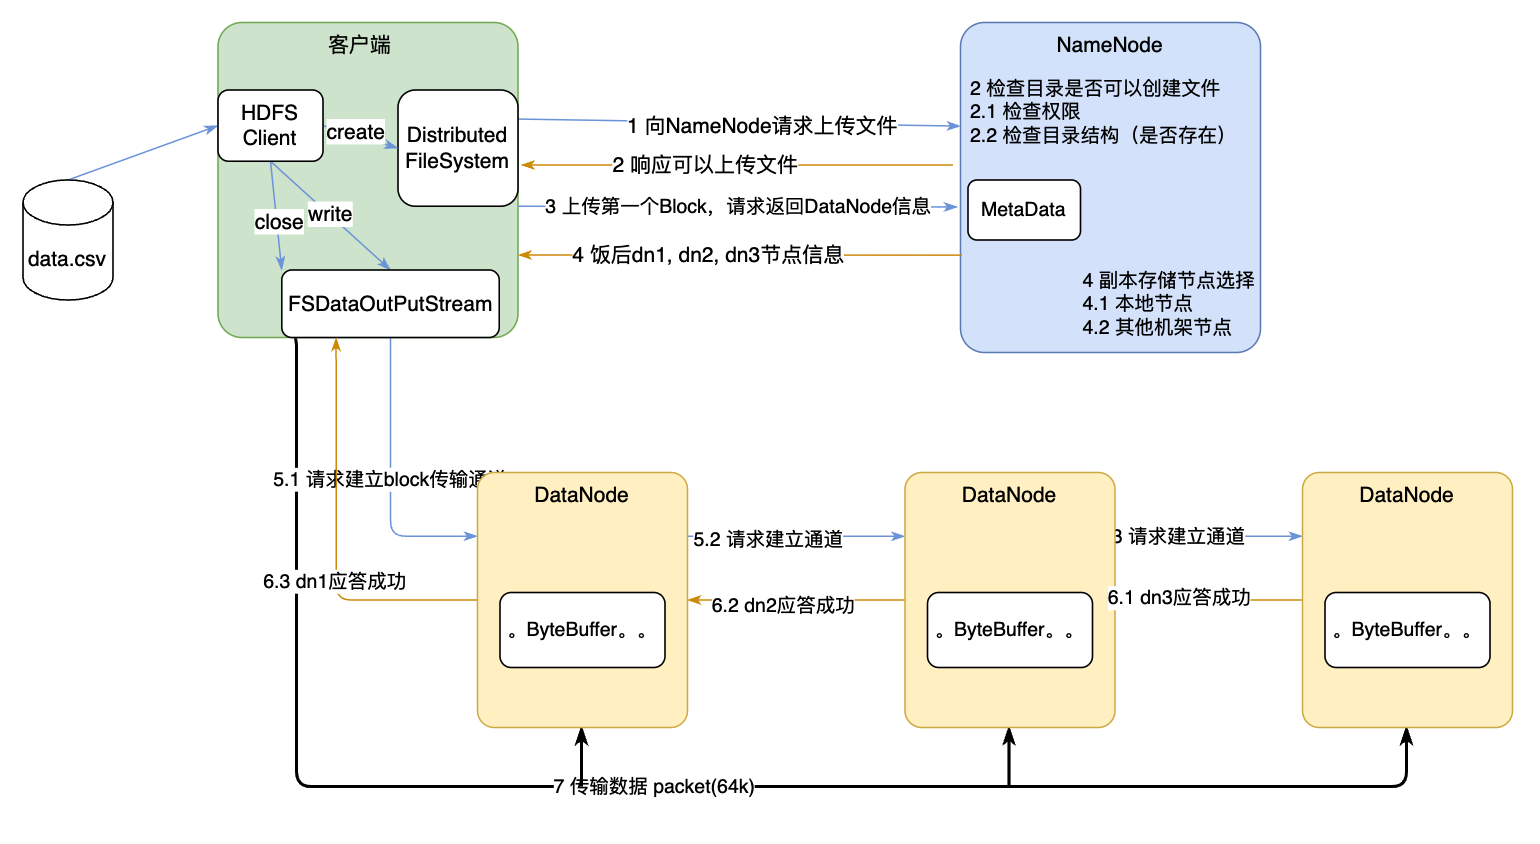 客户端
NameNode
HDFS
Client
create
Distributed
FileSystem
close
write
FSDataOutPutStream
data.csv
1 向NameNode请求上传文件
2 响应可以上传文件
3 上传第一个Block，请求返回DataNode信息
4 饭后dn1, dn2, dn3节点信息
2 检查目录是否可以创建文件
2.1 检查权限
2.2 检查目录结构（是否存在）
MetaData
4 副本存储节点选择
4.1 本地节点
4.2 其他机架节点
5.1 请求建立block传输通道
DataNode
5.2 请求建立通道
DataNode
3 请求建立通道
DataNode
6.3 dn1应答成功
6.2 dn2应答成功
6.1 dn3应答成功
。ByteBuffer。。
。ByteBuffer。。
。ByteBuffer。。
7 传输数据 packet(64k)